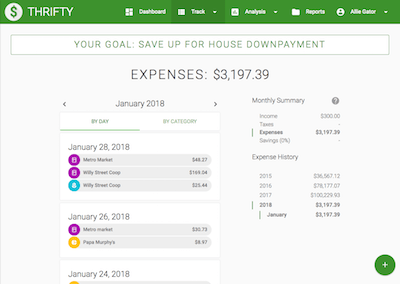 THRIFTY
Dashboard
Track
Analysis
Reports
Allie Gator
YOUR GOAL: SAVE UP FOR HOUSE DOWNPAYMENT
EXPENSES: $3,197.39
January 2018
BY DAY
BY CATEGORY
January 28, 2018
Metro Market $48.27
Willy Street Coop $169.04
Willy Street Coop $25.44
January 26, 2018
Metro market $30.73
Papa Murphy's $8.97
January 24, 2018
Monthly Summary
Income $300.00
Taxes -
Expenses $3,197.39
Savings (0%) -
Expense History
2015 $36,567.12
2016 $78,177.07
2017 $100,229.93
2018 $3,197.39
January $3,197.39